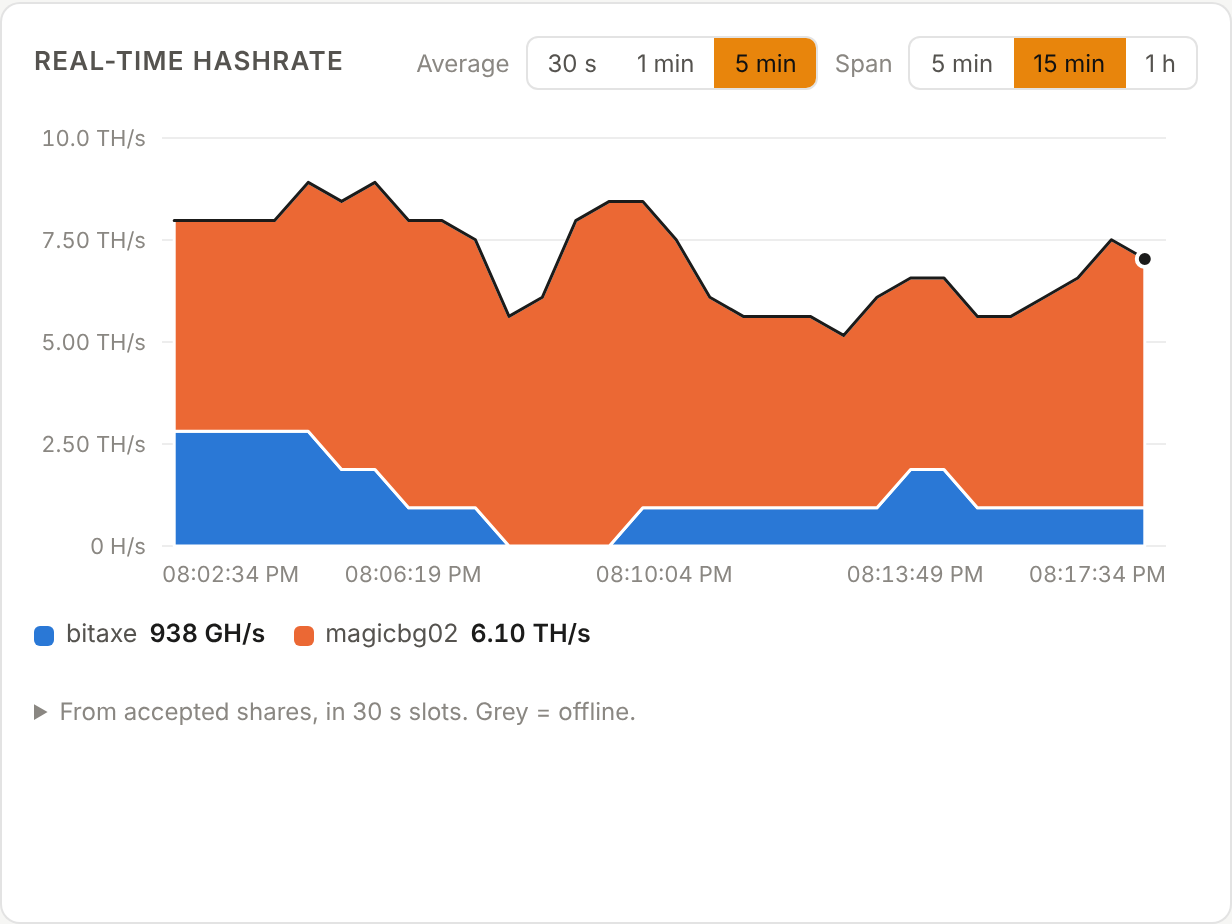 REAL-TIME HASHRATE Average 30 s 1 min 5 min Span 5 min 15 min 1 h
10.0 TH/s
7.50 TH/s
5.00 TH/s
2.50 TH/s
0 H/s
08:02:34 PM 08:06:19 PM 08:10:04 PM 08:13:49 PM 08:17:34 PM
bitaxe 938 GH/s magicbg02 6.10 TH/s
From accepted shares, in 30 s slots. Grey = offline.